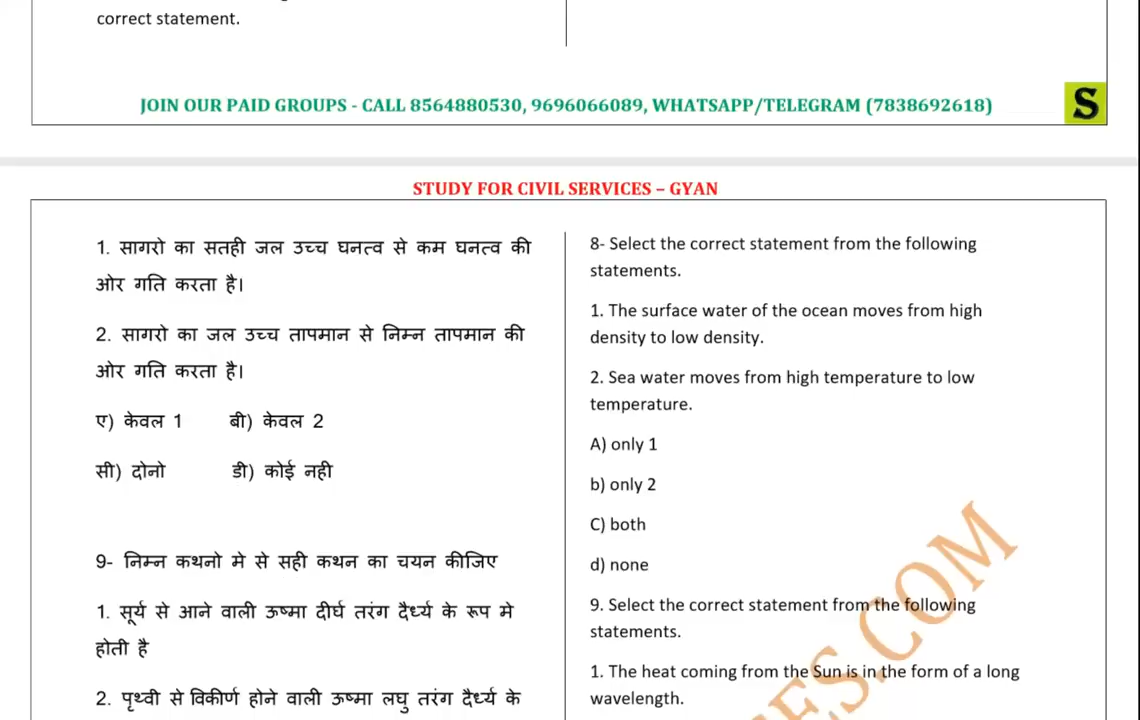 correct statement.
JOIN OUR PAID GROUPS - CALL 8564880530, 9696066089, WHATSAPP/TELEGRAM (7838692618)
S
STUDY FOR CIVIL SERVICES – GYAN
1. सागरो का सतही जल उच्च घनत्व से कम घनत्व की
ओर गति करता है।
2. सागरो का जल उच्च तापमान से निम्न तापमान की
ओर गति करता है।
ए) केवल 1 बी) केवल 2
सी) दोनो डी) कोई नही
9- निम्न कथनो मे से सही कथन का चयन कीजिए
1. सूर्य से आने वाली ऊष्मा दीर्घ तरंग दैर्ध्य के रूप मे
होती है
2. पृथ्वी से विकीर्ण होने वाली ऊष्मा लघु तरंग दैर्ध्य के
8- Select the correct statement from the following
statements.
1. The surface water of the ocean moves from high
density to low density.
2. Sea water moves from high temperature to low
temperature.
A) only 1
b) only 2
C) both
d) none
9. Select the correct statement from the following
statements.
1. The heat coming from the Sun is in the form of a long
wavelength.
ES.COM